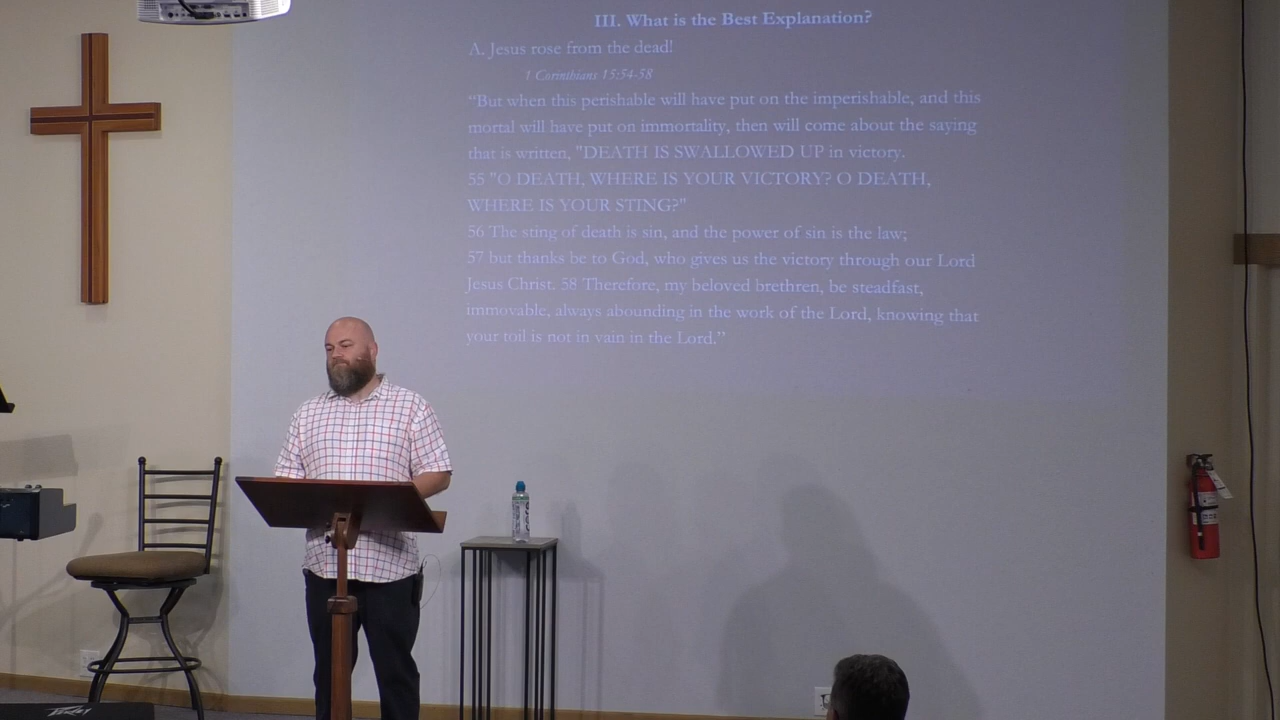 III. What is the Best Explanation?
A. Jesus rose from the dead!
1 Corinthians 15:54-58
“But when this perishable will have put on the imperishable, and this
mortal will have put on immortality, then will come about the saying
that is written, "DEATH IS SWALLOWED UP in victory.
55 "O DEATH, WHERE IS YOUR VICTORY? O DEATH,
WHERE IS YOUR STING?"
56 The sting of death is sin, and the power of sin is the law;
57 but thanks be to God, who gives us the victory through our Lord
Jesus Christ. 58 Therefore, my beloved brethren, be steadfast,
immovable, always abounding in the work of the Lord, knowing that
your toil is not in vain in the Lord.”
PEAVEY